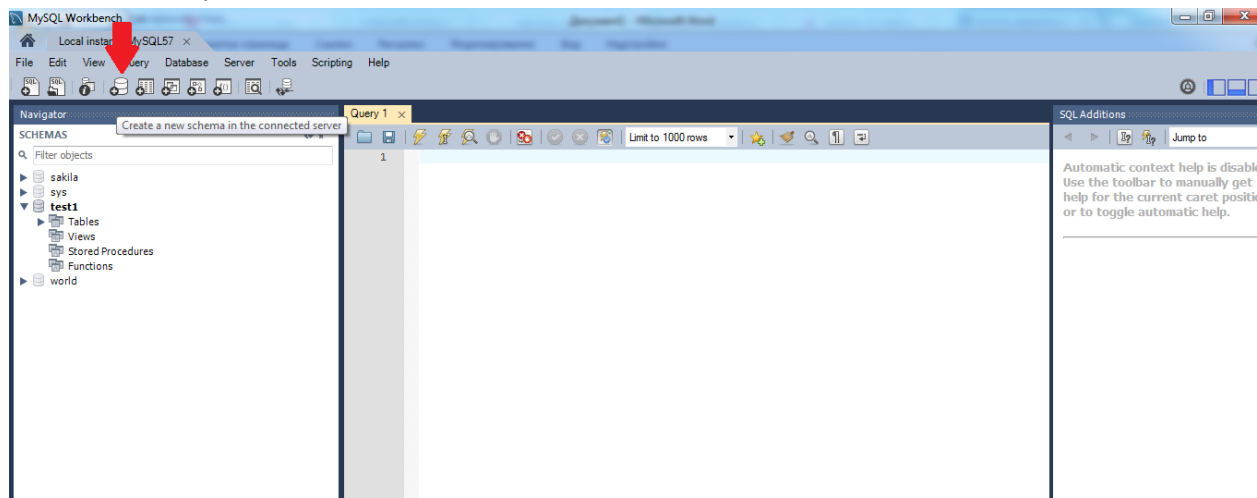 MySQL Workbench
Local instan MySQL57 ×
File Edit View uery Database Server Tools Scripting Help
Create a new schema in the connected server
Navigator
Query 1 ×
SQL Additions
SCHEMAS
Limit to 1000 rows
Jump to
Filter objects
1
sakila
sys
test1
Tables
Views
Stored Procedures
Functions
world
Automatic context help is disable
Use the toolbar to manually get
help for the current caret positio
or to toggle automatic help.